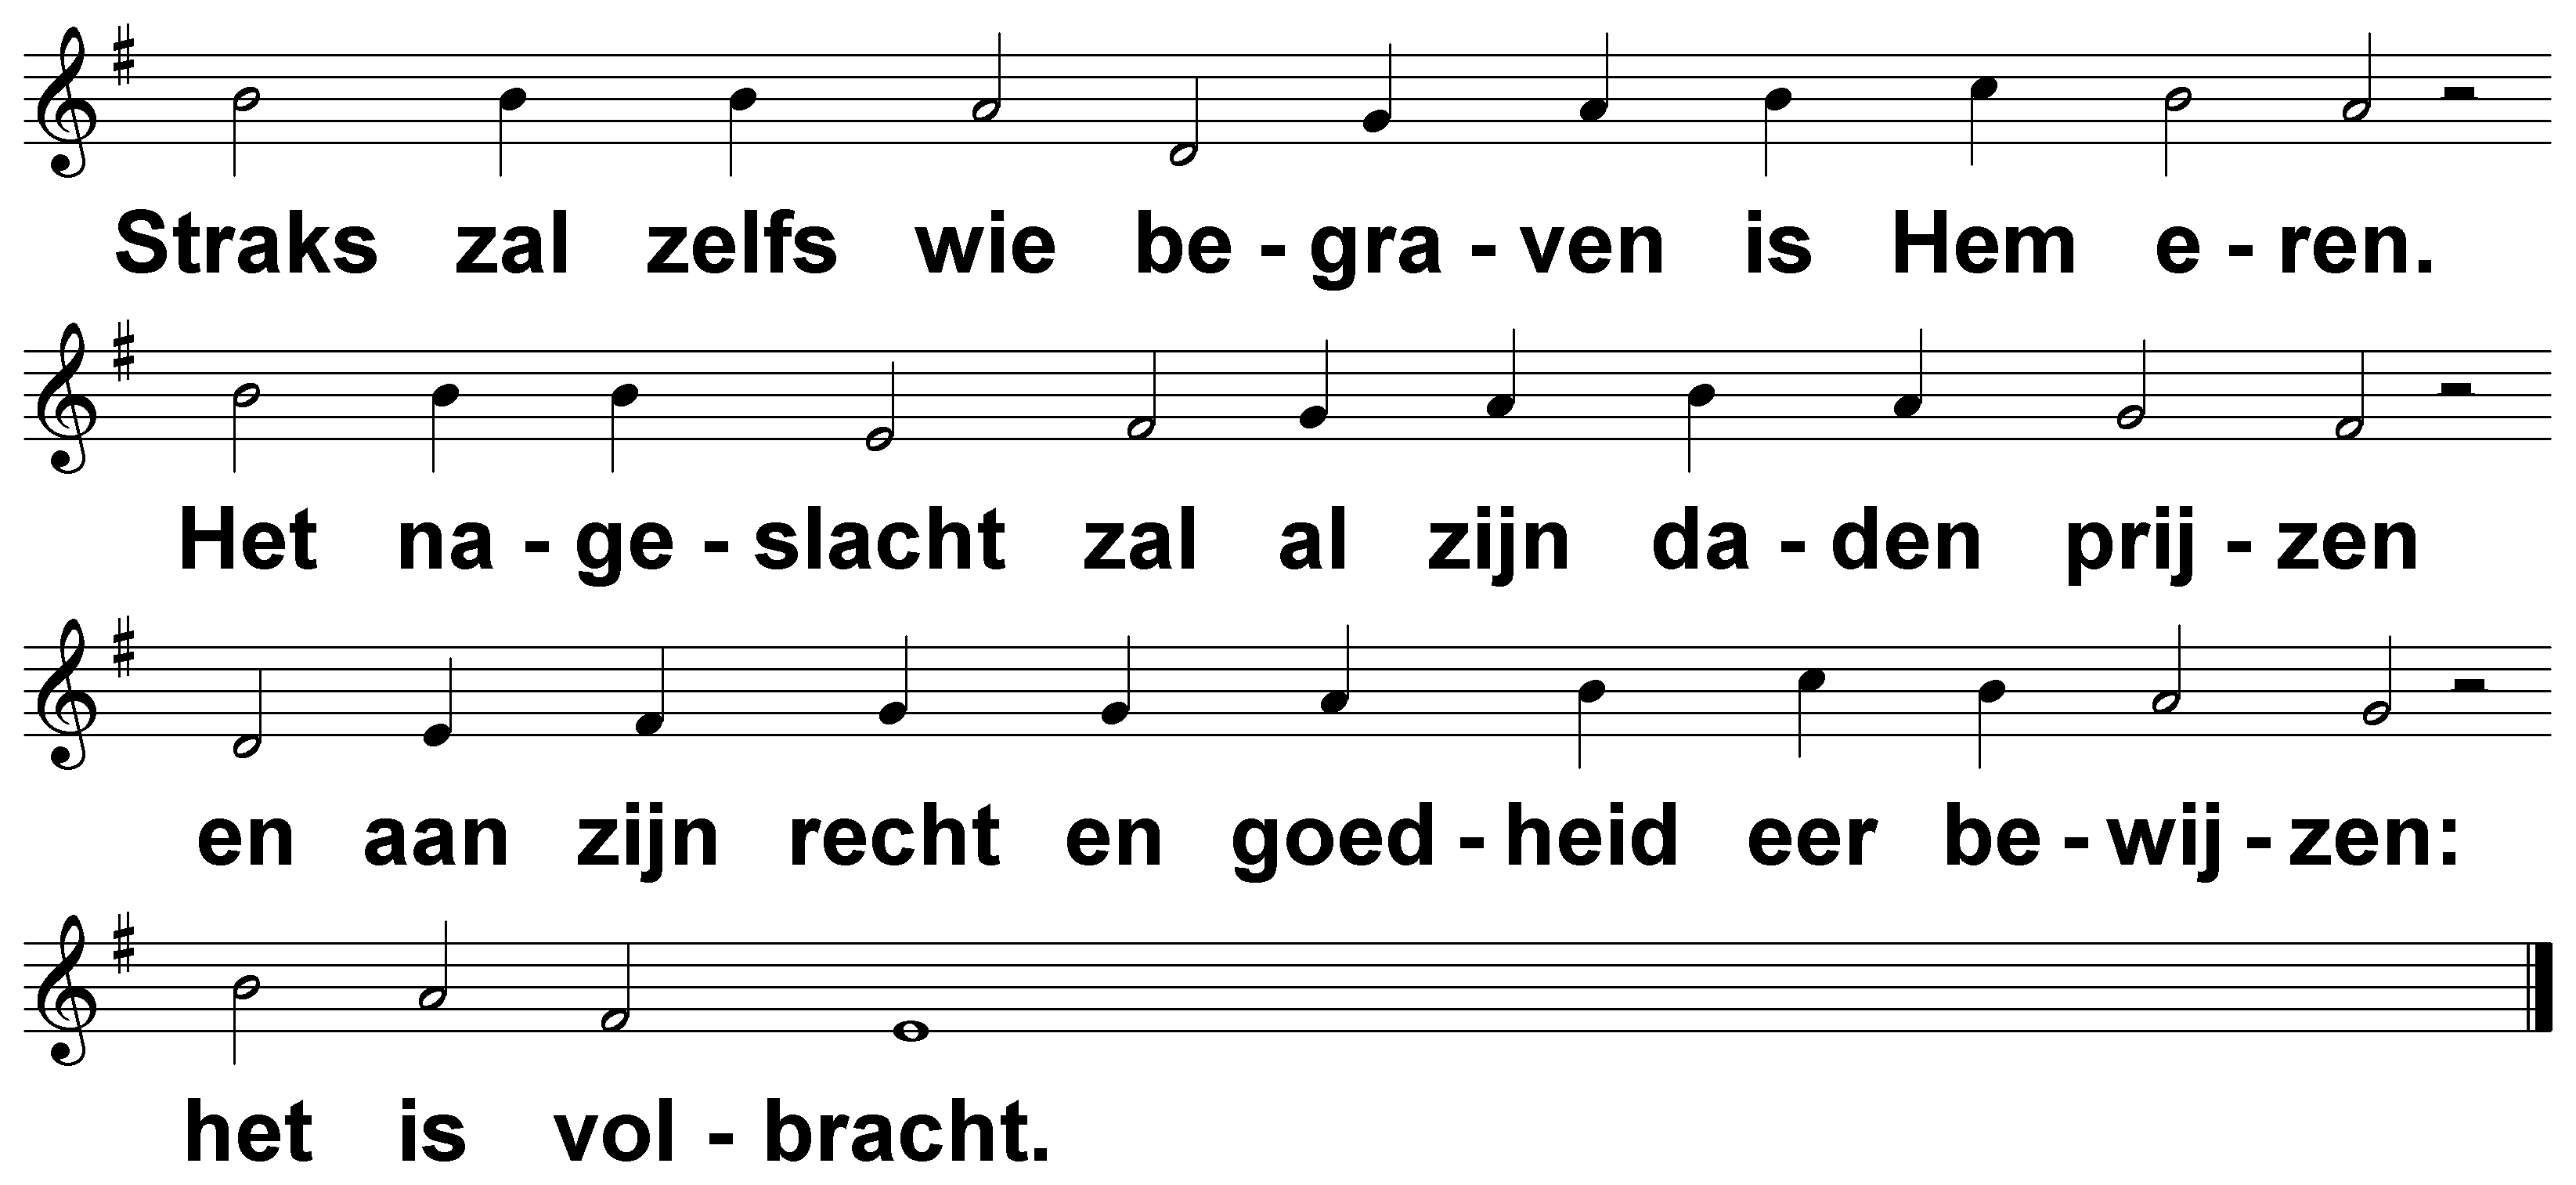 Straks zal zelfs wie be - gra - ven is Hem e - ren.
Het na - ge - slacht zal al zijn da - den prij - zen
en aan zijn recht en goed - heid eer be - wij - zen:
het is vol - bracht.